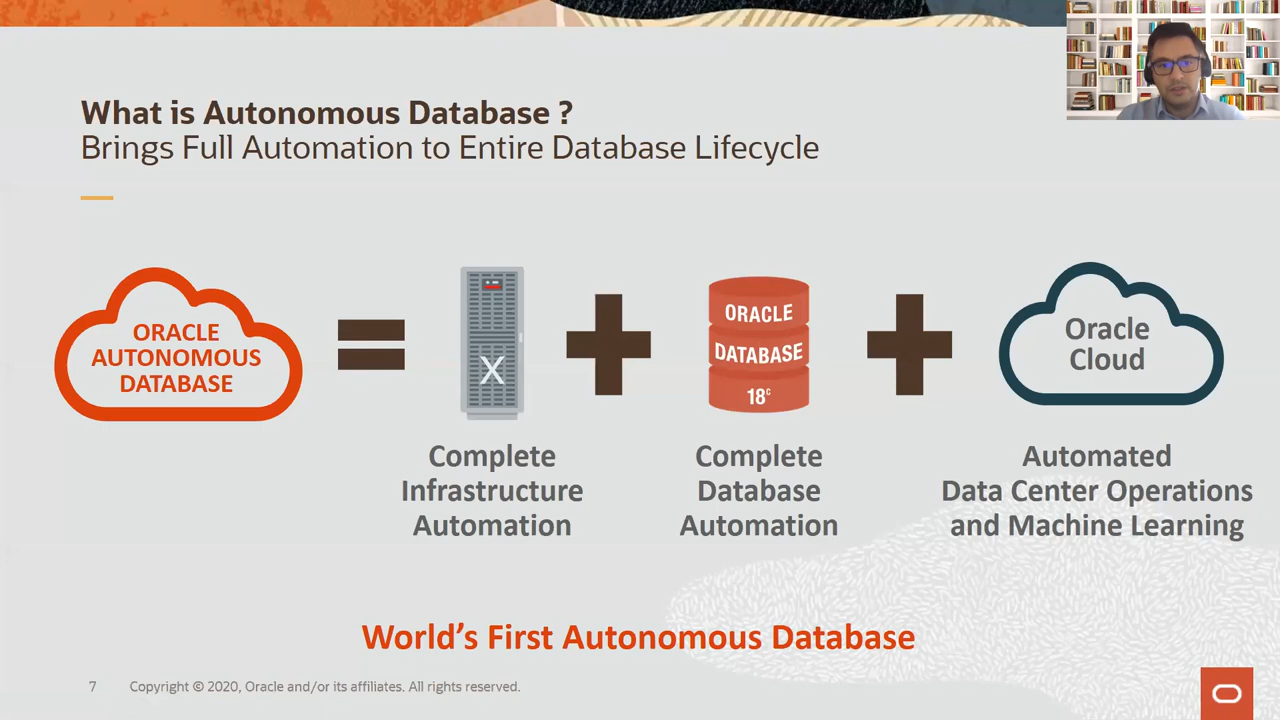 What is Autonomous Database ?
Brings Full Automation to Entire Database Lifecycle
ORACLE
AUTONOMOUS
DATABASE
X
ORACLE
DATABASE
18c
Oracle
Cloud
Complete
Infrastructure
Automation
Complete
Database
Automation
Automated
Data Center Operations
and Machine Learning
World's First Autonomous Database
7
Copyright © 2020, Oracle and/or its affiliates. All rights reserved.